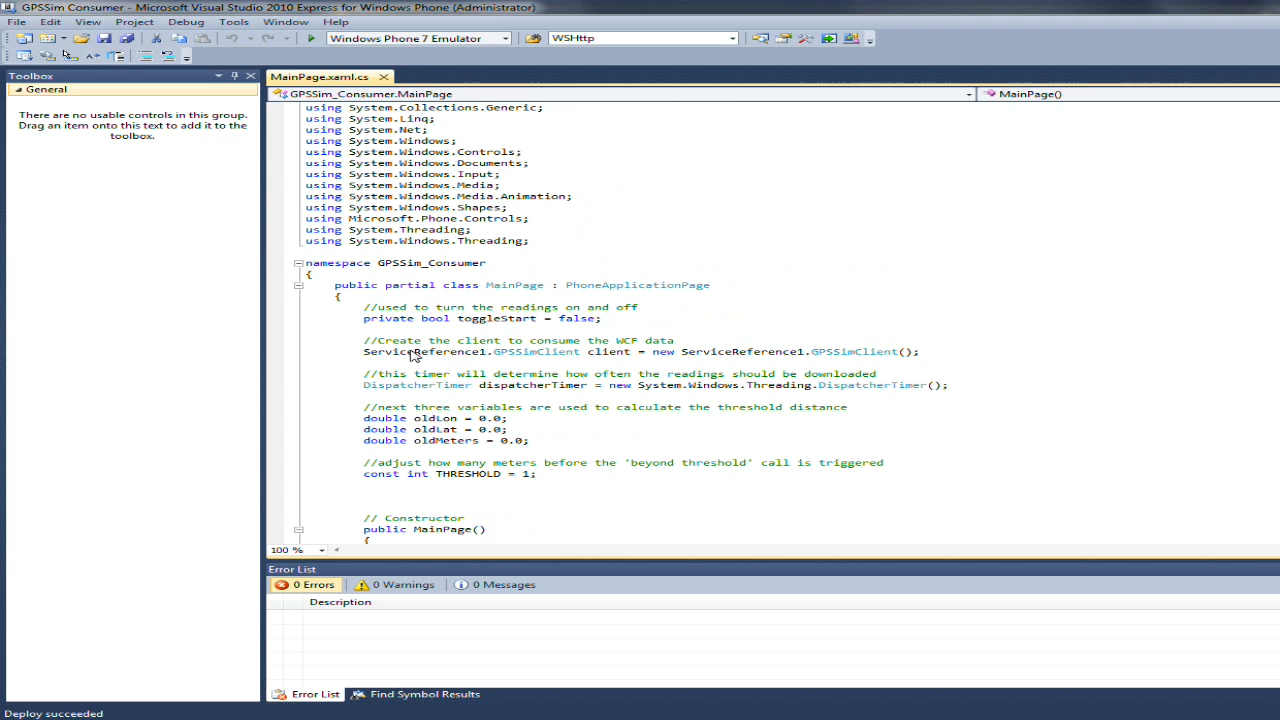 GPSSim Consumer - Microsoft Visual Studio 2010 Express for Windows Phone (Administrator)
File Edit View Project Debug Tools Window Help
Windows Phone 7 Emulator WSHttp
Toolbox
General
There are no usable controls in this group.
Drag an item onto this text to add it to the
toolbox.
MainPage.xaml.cs
GPSSim_Consumer.MainPage MainPage()
using System.Collections.Generic;
using System.Linq;
using System.Net;
using System.Windows;
using System.Windows.Controls;
using System.Windows.Documents;
using System.Windows.Input;
using System.Windows.Media;
using System.Windows.Media.Animation;
using System.Windows.Shapes;
using Microsoft.Phone.Controls;
using System.Threading;
using System.Windows.Threading;
namespace GPSSim_Consumer
{
public partial class MainPage : PhoneApplicationPage
{
//used to turn the readings on and off
private bool toggleStart = false;
//Create the client to consume the WCF data
ServiceReference1.GPSSimClient client = new ServiceReference1.GPSSimClient();
//this timer will determine how often the readings should be downloaded
DispatcherTimer dispatcherTimer = new System.Windows.Threading.DispatcherTimer();
//next three variables are used to calculate the threshold distance
double oldLon = 0.0;
double oldLat = 0.0;
double oldMeters = 0.0;
//adjust how many meters before the 'beyond threshold' call is triggered
const int THRESHOLD = 1;
// Constructor
public MainPage()
{
100 %
Error List
0 Errors 0 Warnings 0 Messages
Description
Error List Find Symbol Results
Deploy succeeded